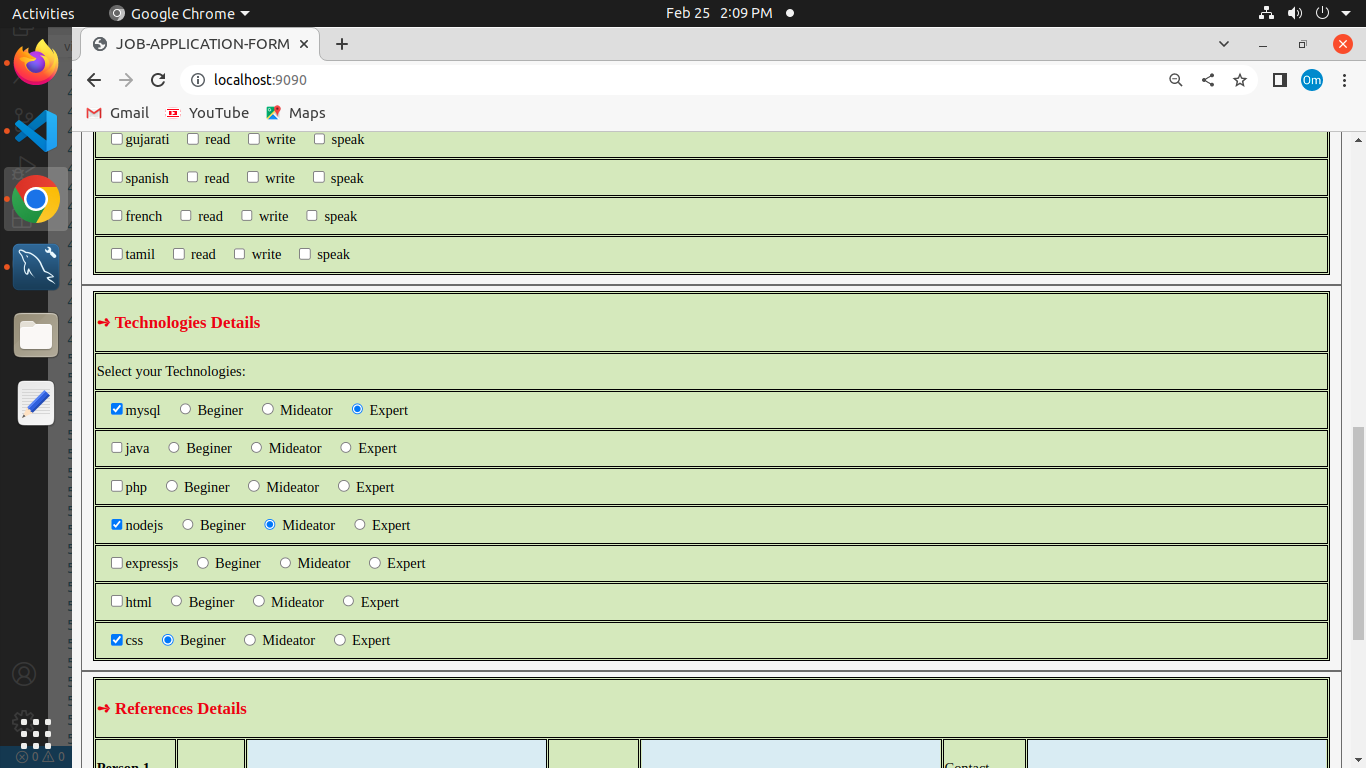 Activities Google Chrome Feb 25 2:09 PM
JOB-APPLICATION-FORM
localhost:9090 Om
Gmail YouTube Maps
gujarati read write speak
spanish read write speak
french read write speak
tamil read write speak
➻ Technologies Details
Select your Technologies:
mysql Beginer Mideator Expert
java Beginer Mideator Expert
php Beginer Mideator Expert
nodejs Beginer Mideator Expert
expressjs Beginer Mideator Expert
html Beginer Mideator Expert
css Beginer Mideator Expert
➻ References Details
Person 1 Contact
0 0